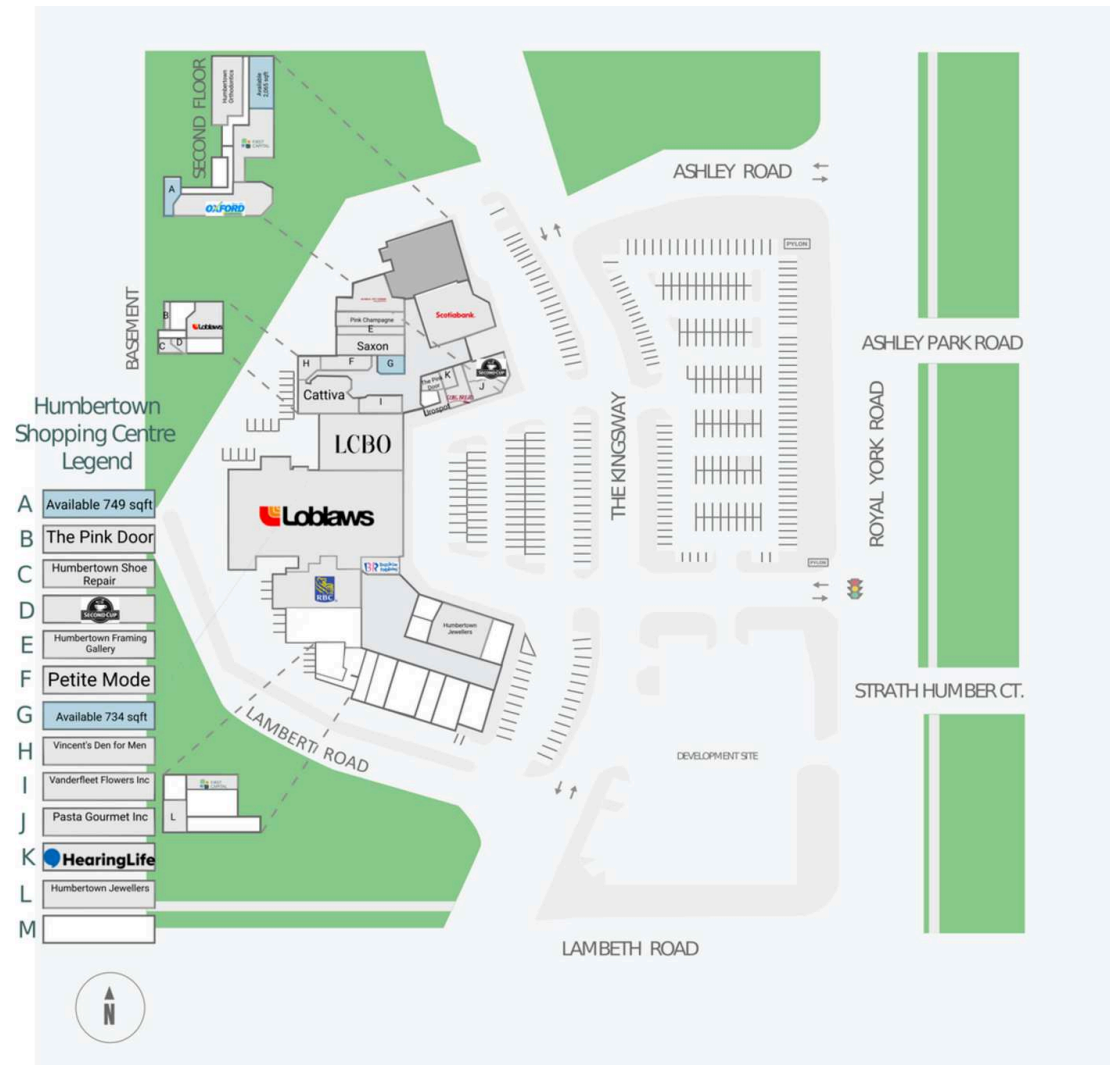 SECOND FLOOR
Humbertown
Orthodontics
Available
2,065 sqft
FIRST
CAPITAL
A
OXFORD
ASHLEY ROAD
PYLON
BASEMENT
B
Loblaws
C
D
Pink Champagne
E
Saxon
Scotiabank
H
F
G
Cattiva
I
The Pink
Door
K
SECOND CUP
J
Urospot
LCBO
Loblaws
RBC
BR
Humbertown
Jewellers
THE KINGSWAY
ASHLEY PARK ROAD
ROYAL YORK ROAD
PYLON
STRATH HUMBER CT.
DEVELOPMENT SITE
LAMBERT ROAD
FIRST
CAPITAL
L
LAMBETH ROAD
Humbertown
Shopping Centre
Legend
A Available 749 sqft
B The Pink Door
C Humbertown Shoe
Repair
D SECOND CUP
E Humbertown Framing
Gallery
F Petite Mode
G Available 734 sqft
H Vincent's Den for Men
I Vanderfleet Flowers Inc
J Pasta Gourmet Inc
K HearingLife
L Humbertown Jewellers
M
N